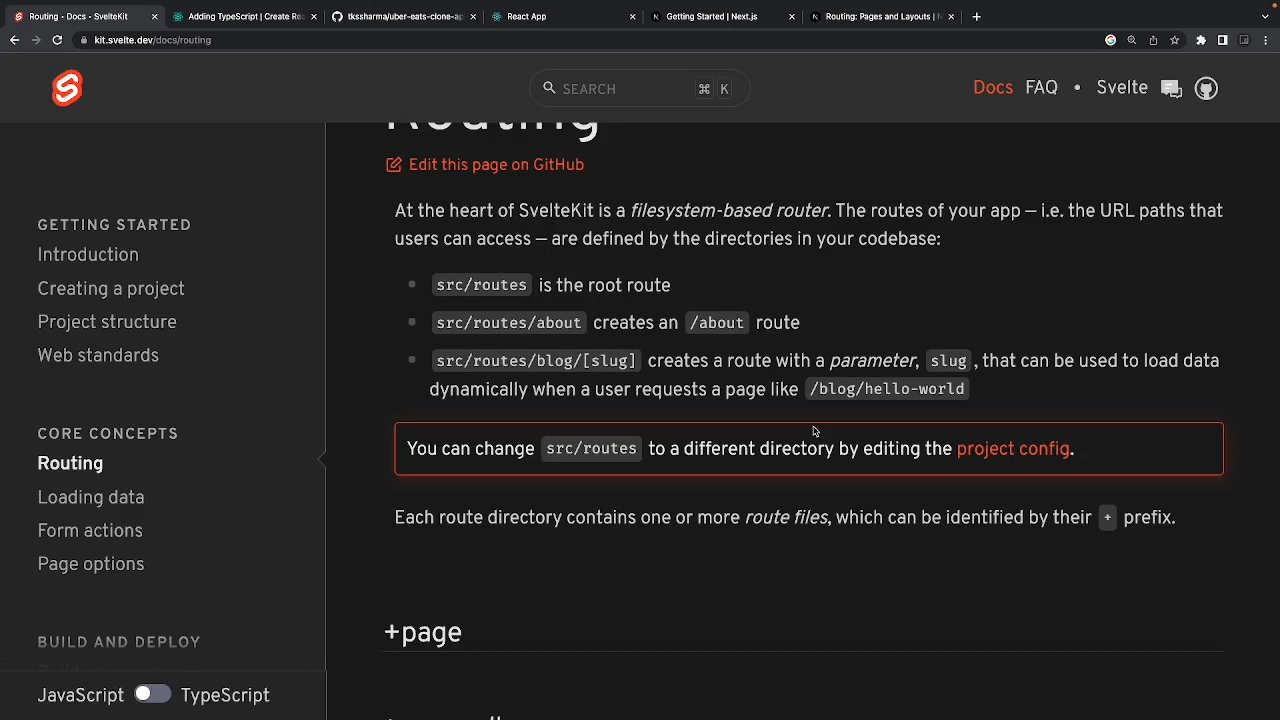 Routing • Docs • SvelteKit
Adding TypeScript | Create Re
tkssharma/uber-eats-clone-ap
React App
Getting Started | Next.js
Routing: Pages and Layouts | N
kit.svelte.dev/docs/routing
SEARCH ⌘ K
Docs FAQ • Svelte
Routing
Edit this page on GitHub
At the heart of SvelteKit is a filesystem-based router. The routes of your app — i.e. the URL paths that
users can access — are defined by the directories in your codebase:
src/routes is the root route
src/routes/about creates an /about route
src/routes/blog/[slug] creates a route with a parameter, slug, that can be used to load data
dynamically when a user requests a page like /blog/hello-world
You can change src/routes to a different directory by editing the project config.
Each route directory contains one or more route files, which can be identified by their + prefix.
+page
GETTING STARTED
Introduction
Creating a project
Project structure
Web standards
CORE CONCEPTS
Routing
Loading data
Form actions
Page options
BUILD AND DEPLOY
JavaScript TypeScript